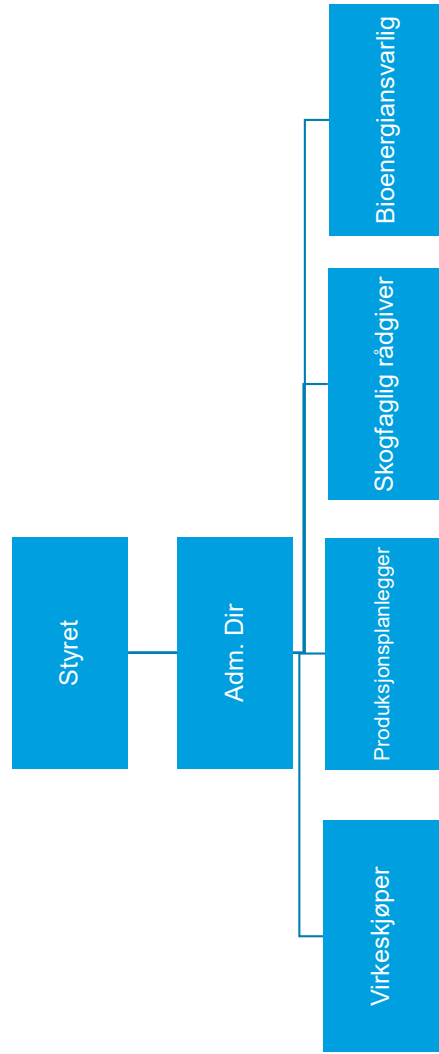 Styret
Adm. Dir
Virkeskjøper
Produksjonsplanlegger
Skogfaglig rådgiver
Bioenergiansvarlig